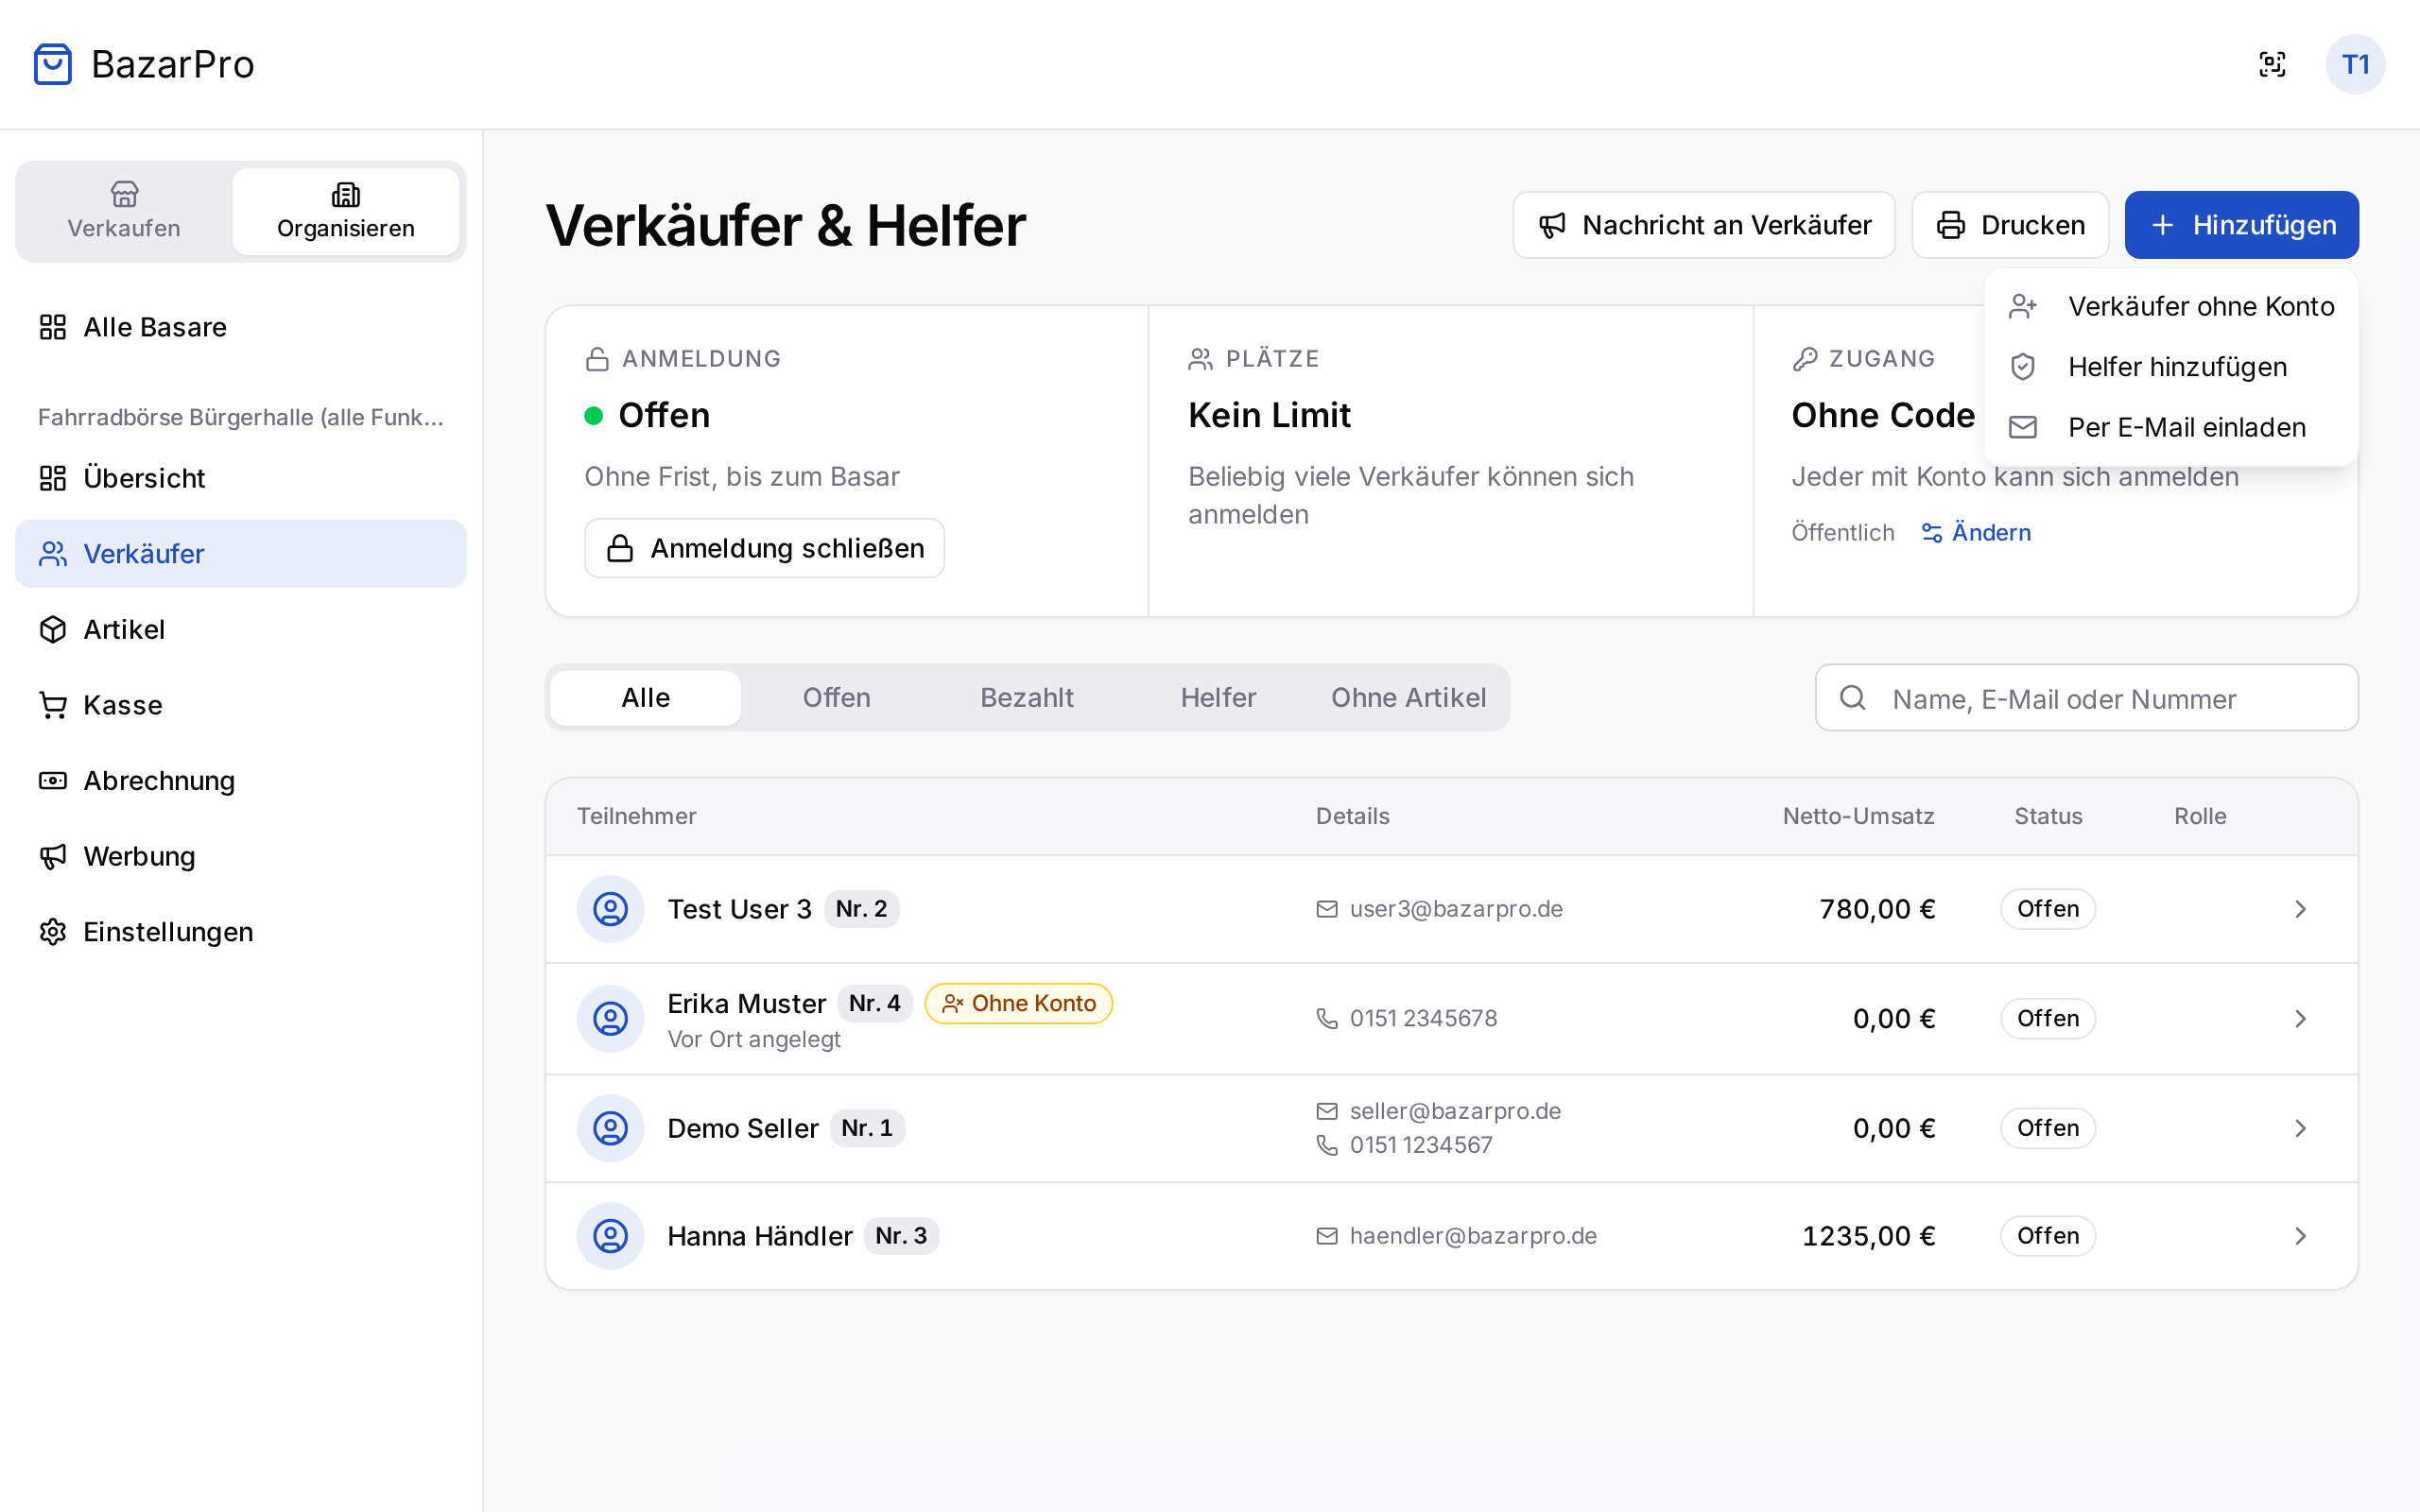 BazarPro
T1
Verkaufen
Organisieren
Alle Basare
Fahrradbörse Bürgerhalle (alle Funk...
Übersicht
Verkäufer
Artikel
Kasse
Abrechnung
Werbung
Einstellungen
Verkäufer & Helfer
Nachricht an Verkäufer
Drucken
Hinzufügen
Verkäufer ohne Konto
Helfer hinzufügen
Per E-Mail einladen
ANMELDUNG
Offen
Ohne Frist, bis zum Basar
Anmeldung schließen
PLÄTZE
Kein Limit
Beliebig viele Verkäufer können sich
anmelden
ZUGANG
Ohne Code
Jeder mit Konto kann sich anmelden
Öffentlich Ändern
Alle Offen Bezahlt Helfer Ohne Artikel
Name, E-Mail oder Nummer
Teilnehmer Details Netto-Umsatz Status Rolle
Test User 3 Nr. 2 user3@bazarpro.de 780,00 € Offen
Erika Muster Nr. 4 Ohne Konto
Vor Ort angelegt
0151 2345678 0,00 € Offen
Demo Seller Nr. 1
seller@bazarpro.de
0151 1234567
0,00 € Offen
Hanna Händler Nr. 3 haendler@bazarpro.de 1235,00 € Offen